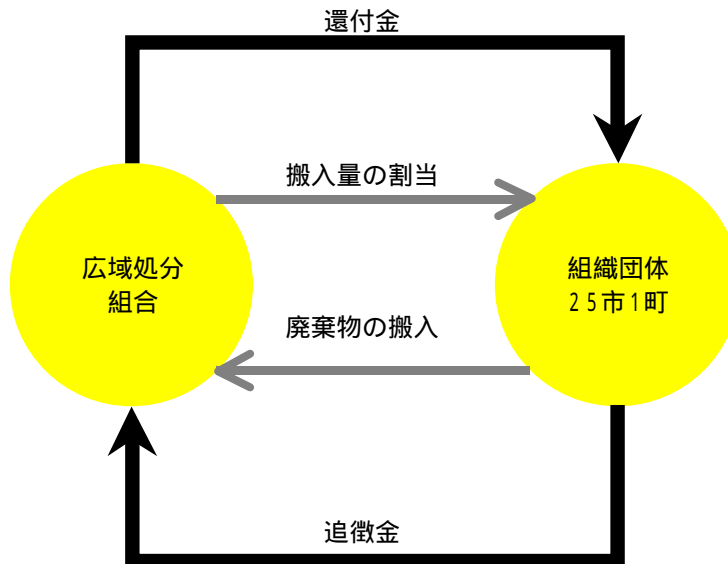 還付金
搬入量の割当
広域処分
組合
組織団体
25市1町
廃棄物の搬入
追徴金